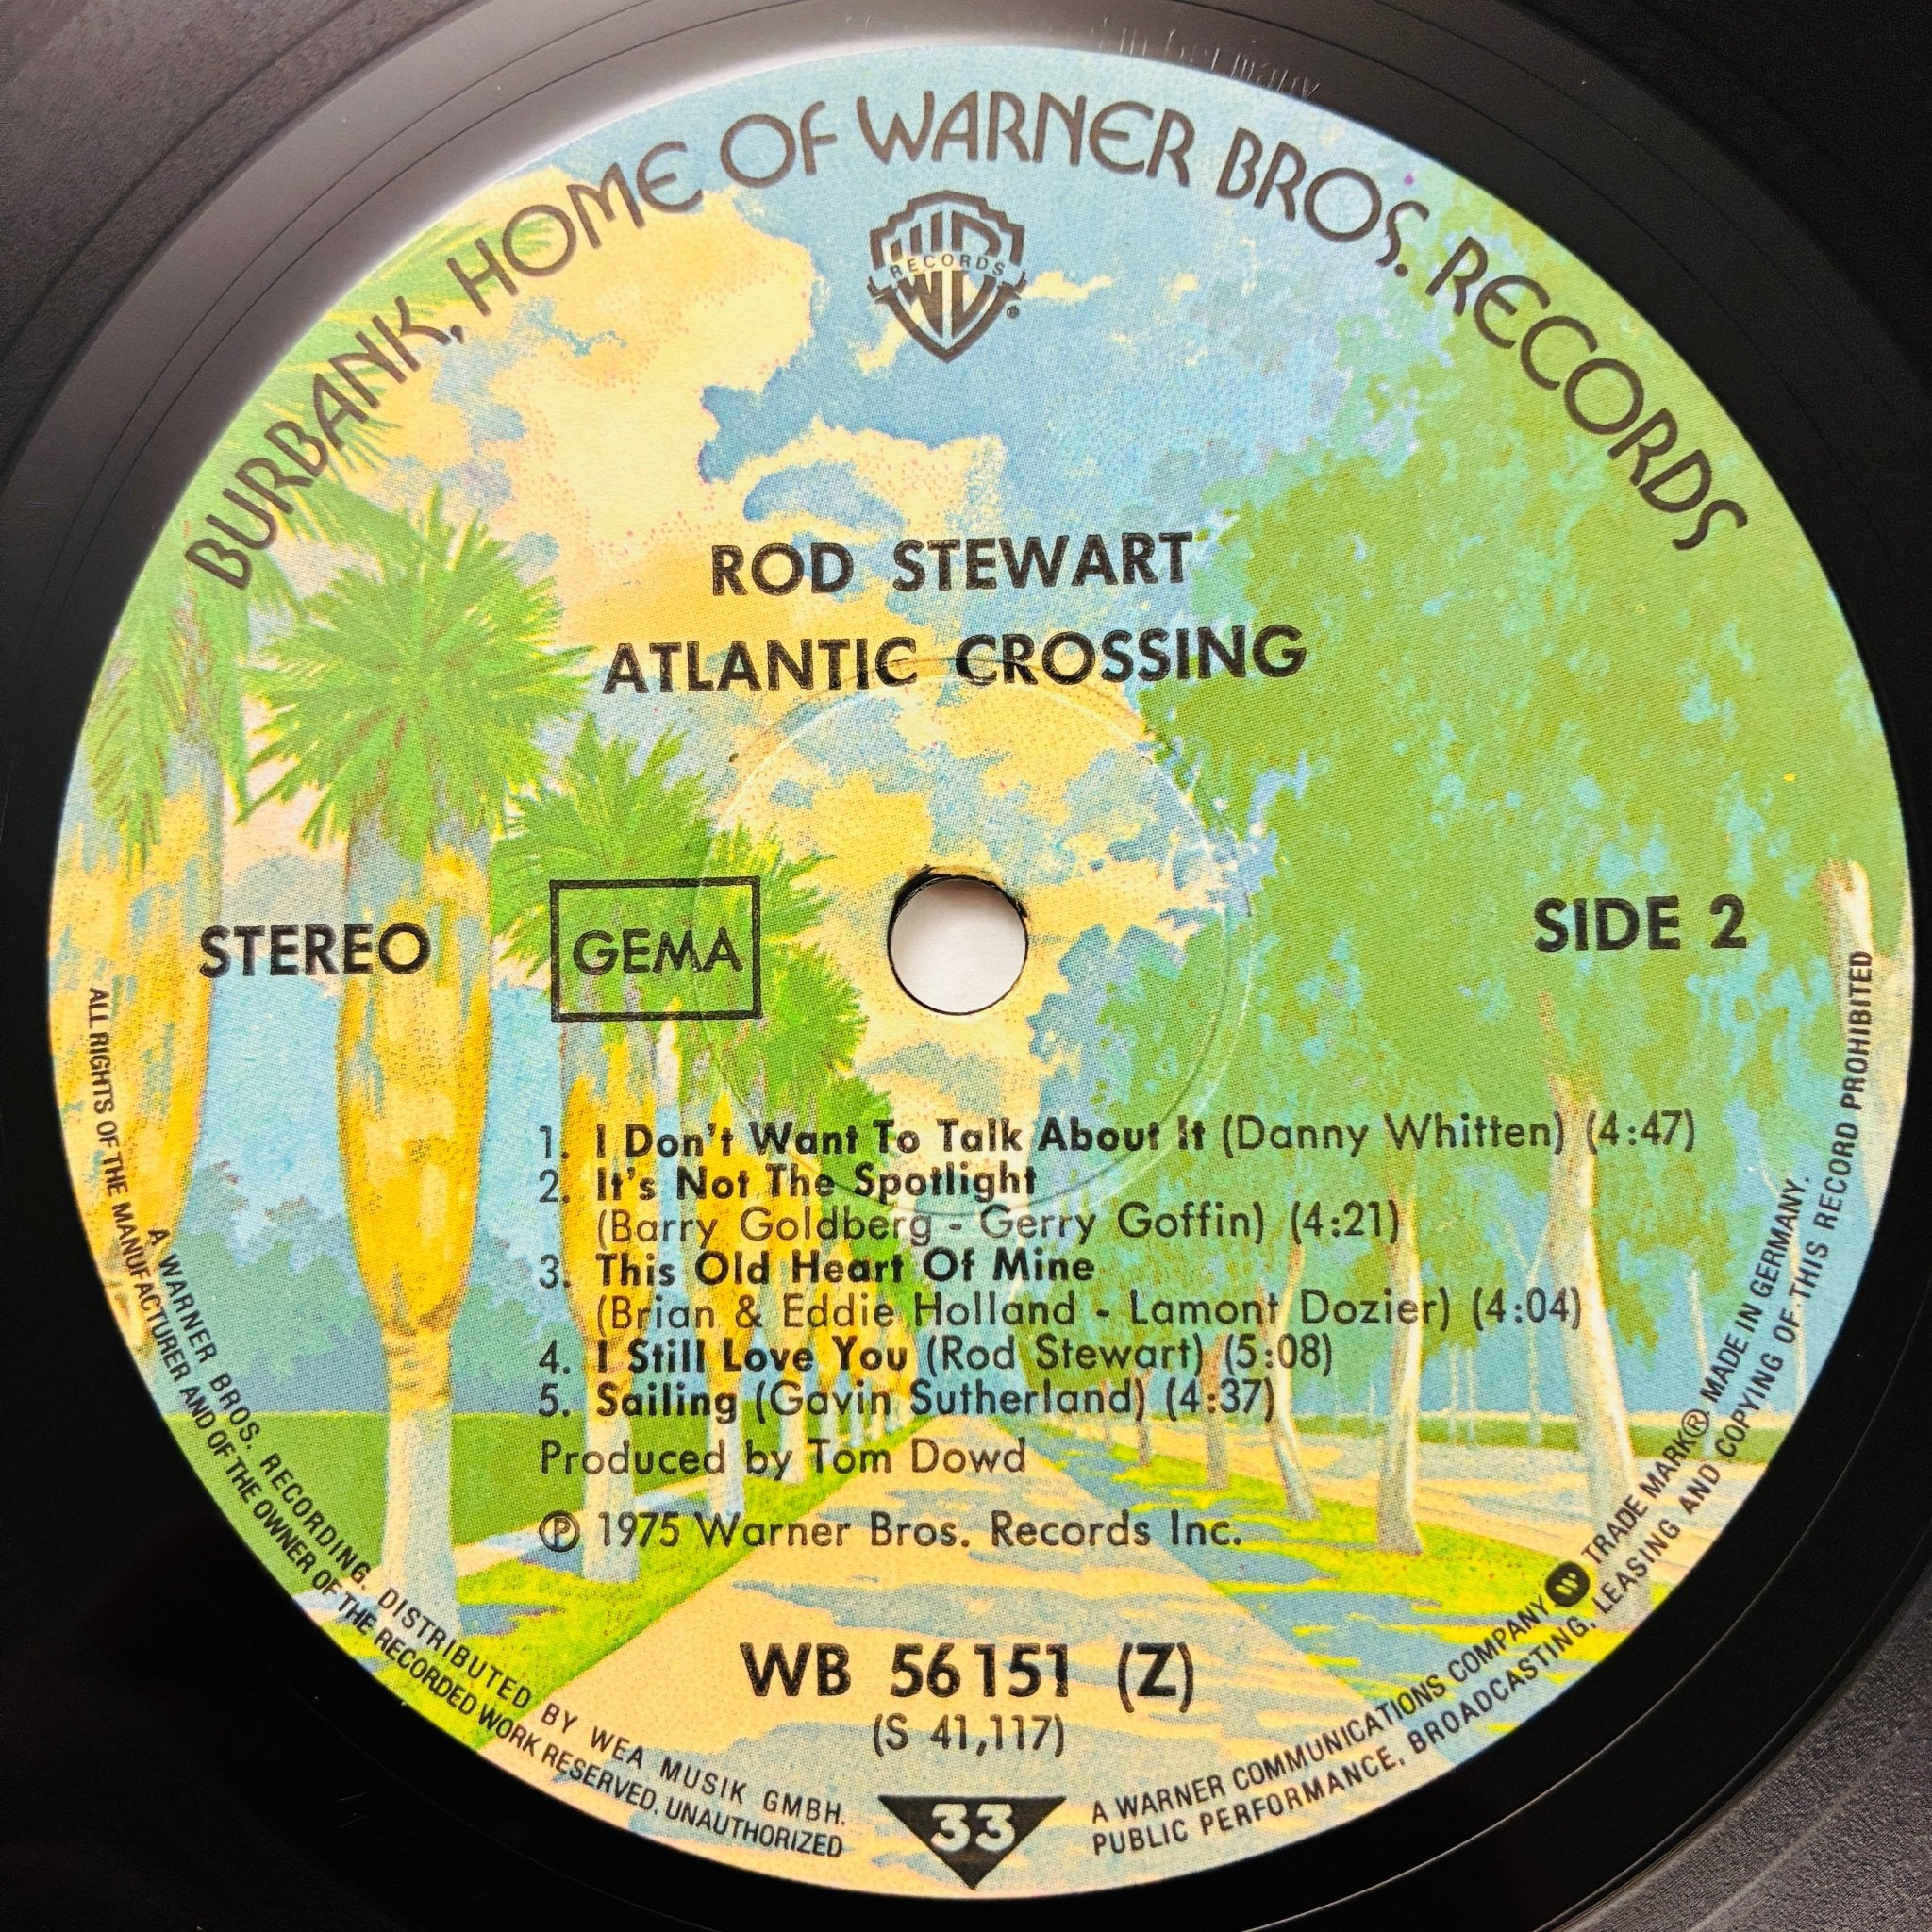 BURBANK, HOME OF WARNER BROS. RECORDS
RECORDS
®
ROD STEWART
ATLANTIC CROSSING
STEREO
GEMA
SIDE 2
1. I Don't Want To Talk About It (Danny Whitten) (4:47)
2. It's Not The Spotlight
(Barry Goldberg - Gerry Goffin) (4:21)
3. This Old Heart Of Mine
(Brian & Eddie Holland - Lamont Dozier) (4:04)
4. I Still Love You (Rod Stewart) (5:08)
5. Sailing (Gavin Sutherland) (4:37)
Produced by Tom Dowd
Ⓟ 1975 Warner Bros. Records Inc.
WB 56151 (Z)
(S 41,117)
33
A WARNER BROS. RECORDING. DISTRIBUTED BY WEA MUSIK GMBH.
A WARNER COMMUNICATIONS COMPANY TRADE MARK® MADE IN GERMANY.
ALL RIGHTS OF THE MANUFACTURER AND OF THE OWNER OF THE RECORDED WORK RESERVED. UNAUTHORIZED
PUBLIC PERFORMANCE. BROADCASTING, LEASING AND COPYING OF THIS RECORD PROHIBITED